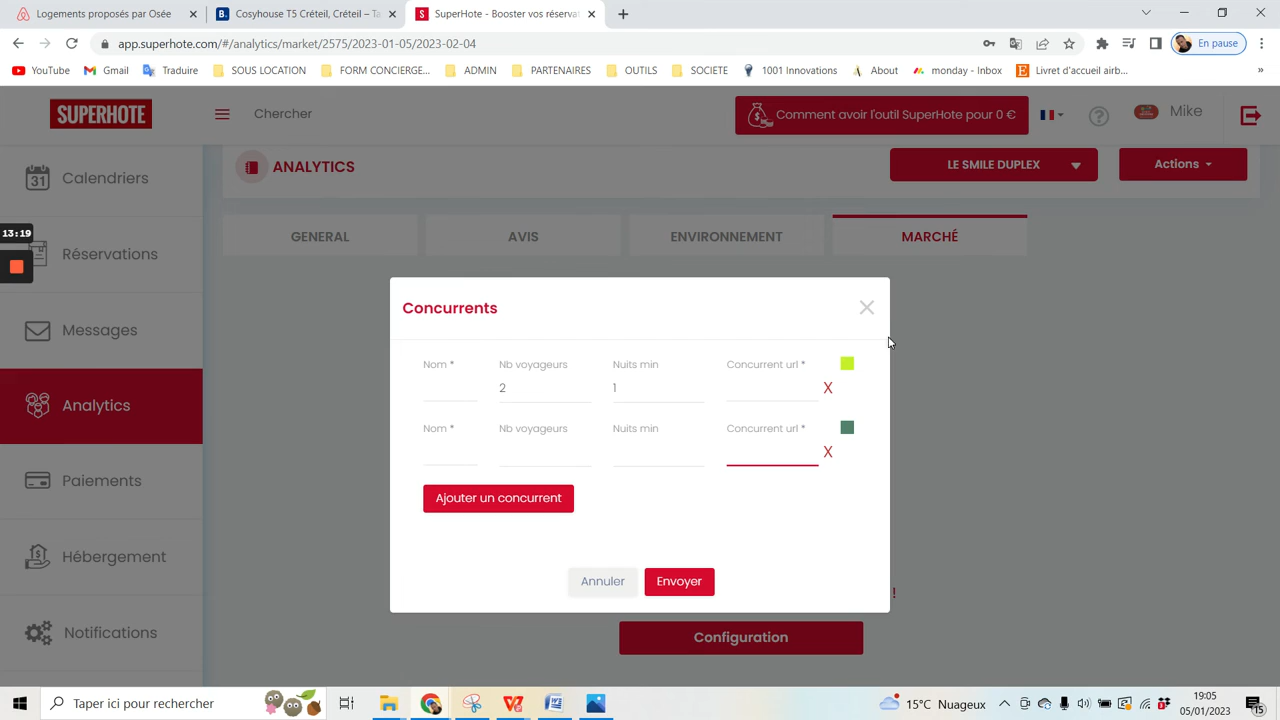 Logements proposés par Osée
Cosyhouse T5 Créteil, Créteil – Ta
SuperHote - Booster vos réservat
app.superhote.com/#/analytics/market/2575/2023-01-05/2023-02-04
En pause
YouTube
Gmail
Traduire
SOUS LOCATION
FORM CONCIERGE...
ADMIN
PARTENAIRES
OUTILS
SOCIETE
1001 Innovations
About
monday - Inbox
Livret d'accueil airb...
»
SUPERHOTE
Chercher
Comment avoir l'outil SuperHote pour 0 €
Mike
31
Calendriers
13:19
Réservations
Messages
Analytics
Paiements
Hébergement
Notifications
ANALYTICS
LE SMILE DUPLEX
Actions
GENERAL
AVIS
ENVIRONNEMENT
MARCHÉ
Concurrents
Nom *
Nb voyageurs
Nuits min
Concurrent url *
2
1
X
Nom *
Nb voyageurs
Nuits min
Concurrent url *
X
Ajouter un concurrent
Annuler
Envoyer
!
Configuration
Taper ici pour rechercher
15°C Nuageux
19:05
05/01/2023
15